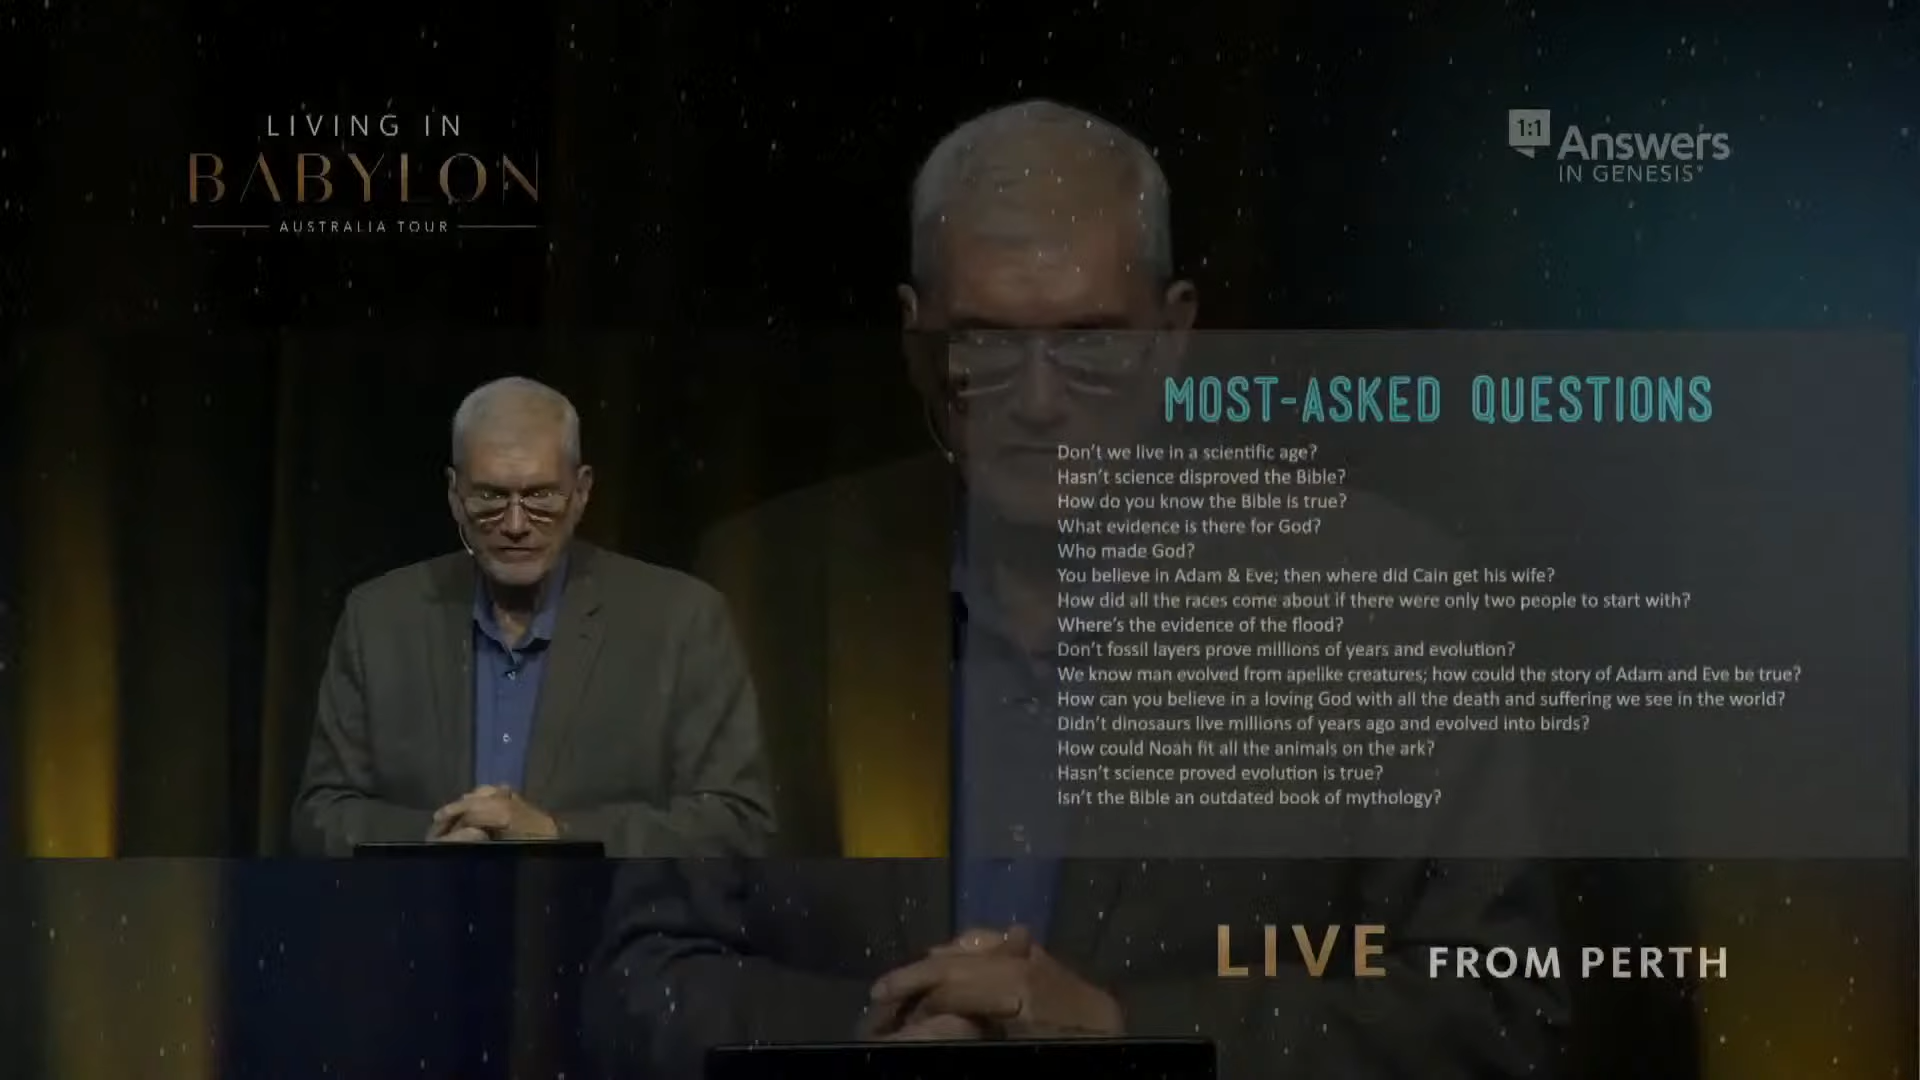 LIVING IN
BABYLON
AUSTRALIA TOUR
1:1
Answers
IN GENESIS
MOST-ASKED QUESTIONS
Don't we live in a scientific age?
Hasn't science disproved the Bible?
How do you know the Bible is true?
What evidence is there for God?
Who made God?
You believe in Adam & Eve; then where did Cain get his wife?
How did all the races come about if there were only two people to start with?
Where's the evidence of the flood?
Don't fossil layers prove millions of years and evolution?
We know man evolved from apelike creatures; how could the story of Adam and Eve be true?
How can you believe in a loving God with all the death and suffering we see in the world?
Didn't dinosaurs live millions of years ago and evolved into birds?
How could Noah fit all the animals on the ark?
Hasn't science proved evolution is true?
Isn't the Bible an outdated book of mythology?
LIVE FROM PERTH